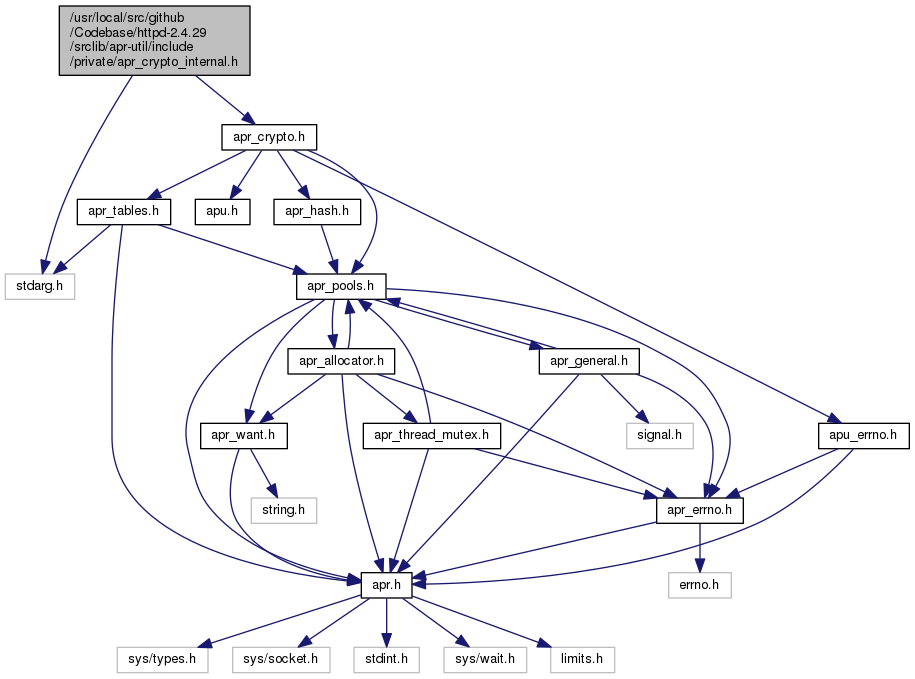 /usr/local/src/github
/Codebase/httpd-2.4.29
/srclib/apr-util/include
/private/apr_crypto_internal.h
apr_crypto.h
apr_tables.h
apu.h
apr_hash.h
stdarg.h
apr_pools.h
apr_allocator.h
apr_general.h
apr_want.h
apr_thread_mutex.h
signal.h
apu_errno.h
string.h
apr_errno.h
apr.h
errno.h
sys/types.h
sys/socket.h
stdint.h
sys/wait.h
limits.h